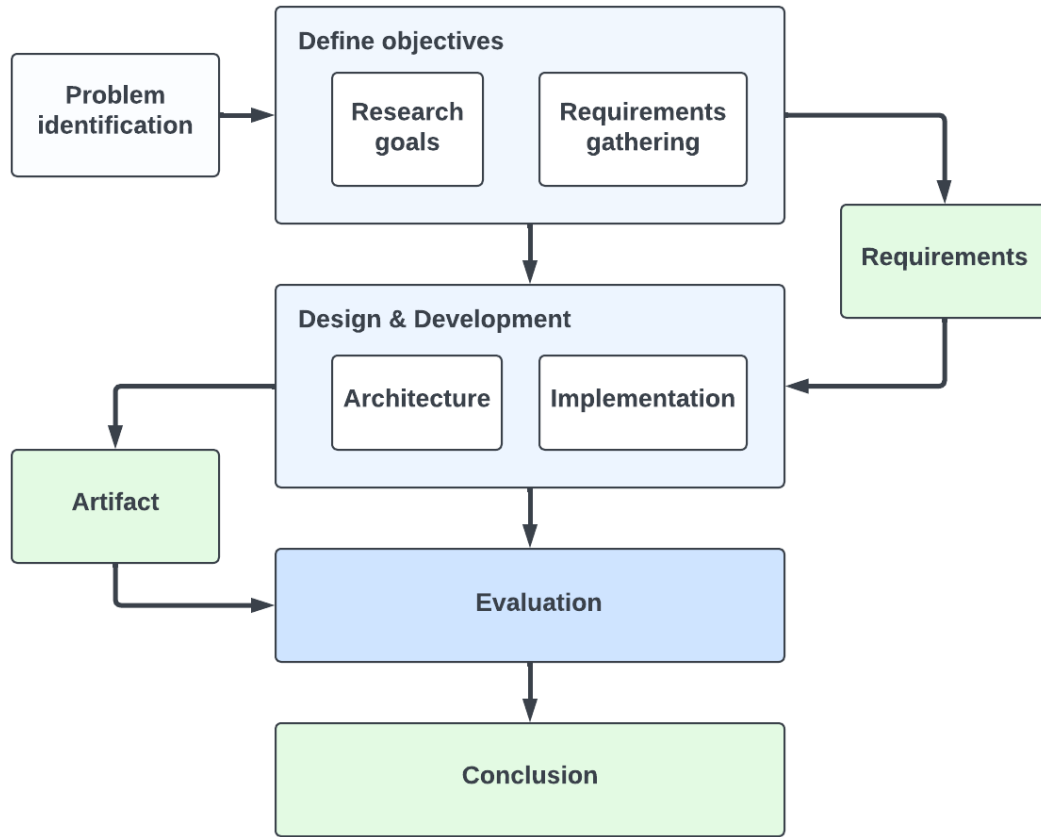 Define objectives
Problem
identification
Research
goals
Requirements
gathering
Requirements
Design & Development
Architecture
Implementation
Artifact
Evaluation
Conclusion